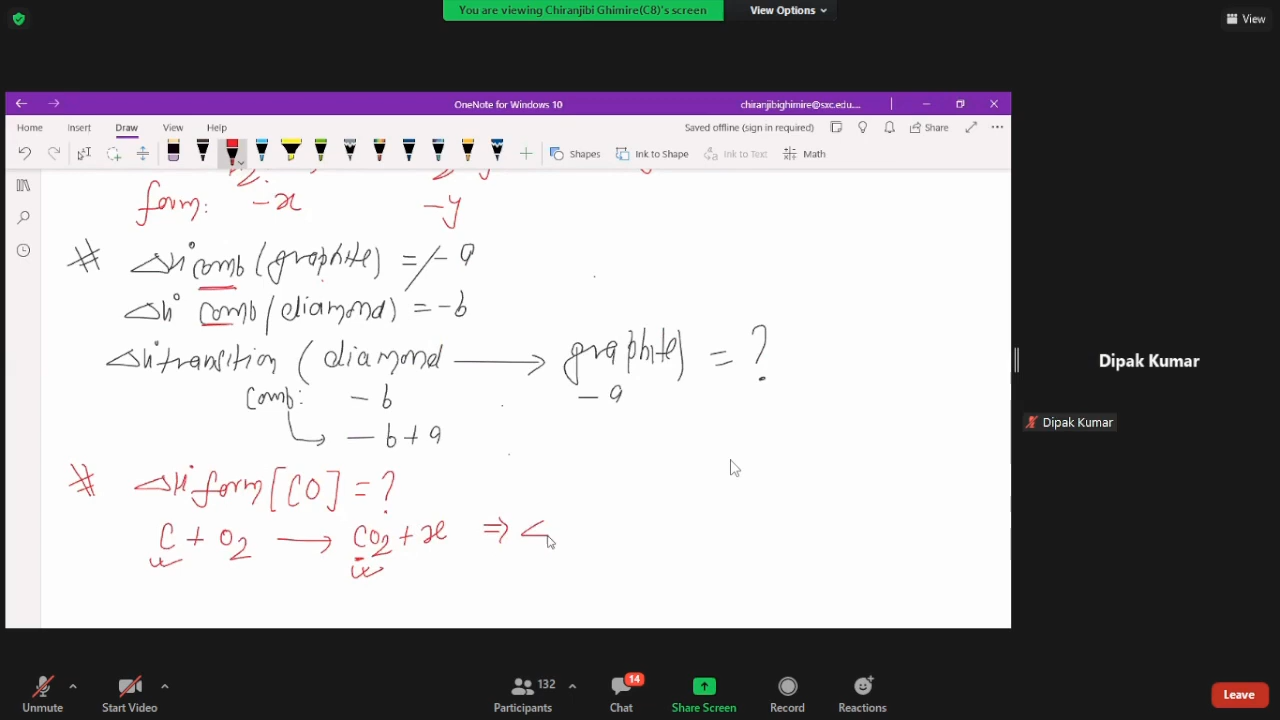 You are viewing Chiranjibi Ghimire(C8)'s screen
View Options
View
OneNote for Windows 10
chiranjibighimire@sxc.edu....
Home Insert Draw View Help
Saved offline (sign in required)
Share
Shapes
Ink to Shape
Ink to Text
Math
form: -x -y
# ΔH° comb (graphite) = - a
ΔH° comb (diamond) = -b
ΔH transition (diamond → graphite) = ?
Comb: - b - a
- b + a
# ΔH° form [CO] = ?
C + O2 → CO2 + x ⇒
Dipak Kumar
Dipak Kumar
Unmute
Start Video
132
Participants
14
Chat
Share Screen
Record
Reactions
Leave